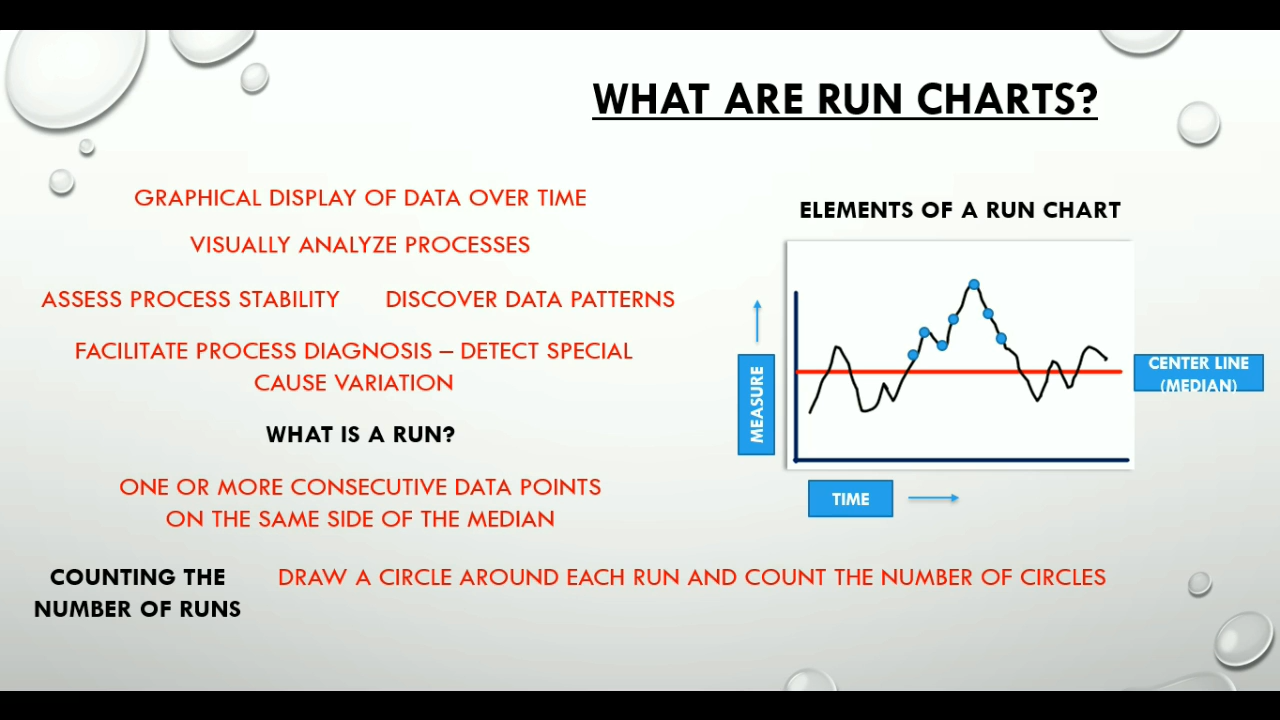 WHAT ARE RUN CHARTS?
GRAPHICAL DISPLAY OF DATA OVER TIME
VISUALLY ANALYZE PROCESSES
ASSESS PROCESS STABILITY
DISCOVER DATA PATTERNS
FACILITATE PROCESS DIAGNOSIS – DETECT SPECIAL
CAUSE VARIATION
WHAT IS A RUN?
ONE OR MORE CONSECUTIVE DATA POINTS
ON THE SAME SIDE OF THE MEDIAN
COUNTING THE
NUMBER OF RUNS
DRAW A CIRCLE AROUND EACH RUN AND COUNT THE NUMBER OF CIRCLES
ELEMENTS OF A RUN CHART
MEASURE
CENTER LINE
(MEDIAN)
TIME